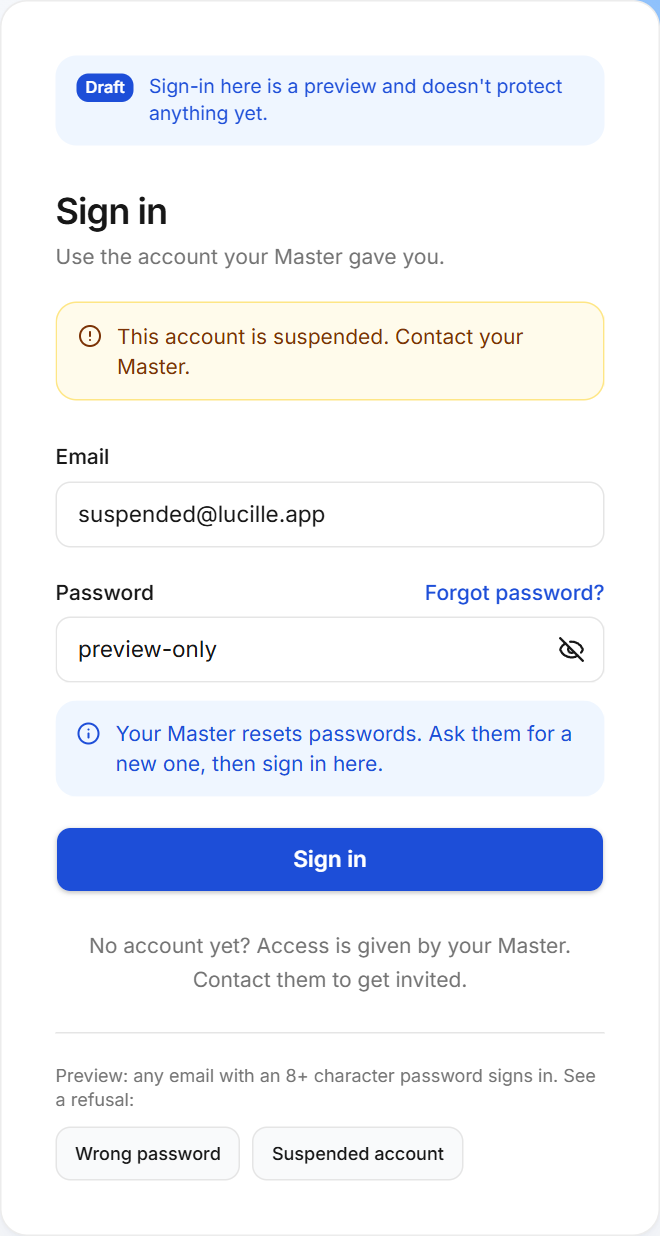 Draft
Sign-in here is a preview and doesn't protect
anything yet.
Sign in
Use the account your Master gave you.
This account is suspended. Contact your
Master.
Email
suspended@lucille.app
Password
Forgot password?
preview-only
Your Master resets passwords. Ask them for a
new one, then sign in here.
Sign in
No account yet? Access is given by your Master.
Contact them to get invited.
Preview: any email with an 8+ character password signs in. See
a refusal:
Wrong password
Suspended account